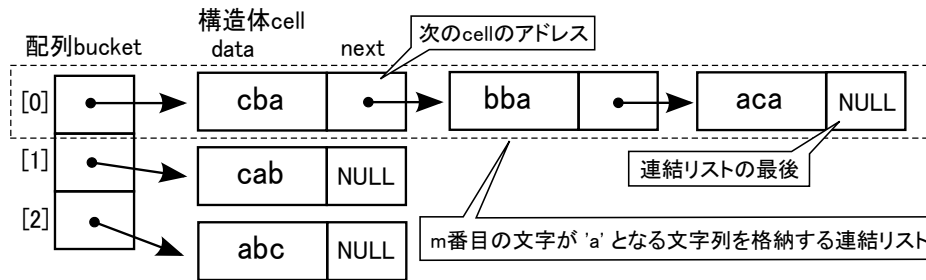 構造体cell
配列bucket
data next
次のcellのアドレス
[0] cba bba aca NULL
[1] cab NULL
連結リストの最後
[2] abc NULL
m番目の文字が 'a' となる文字列を格納する連結リスト